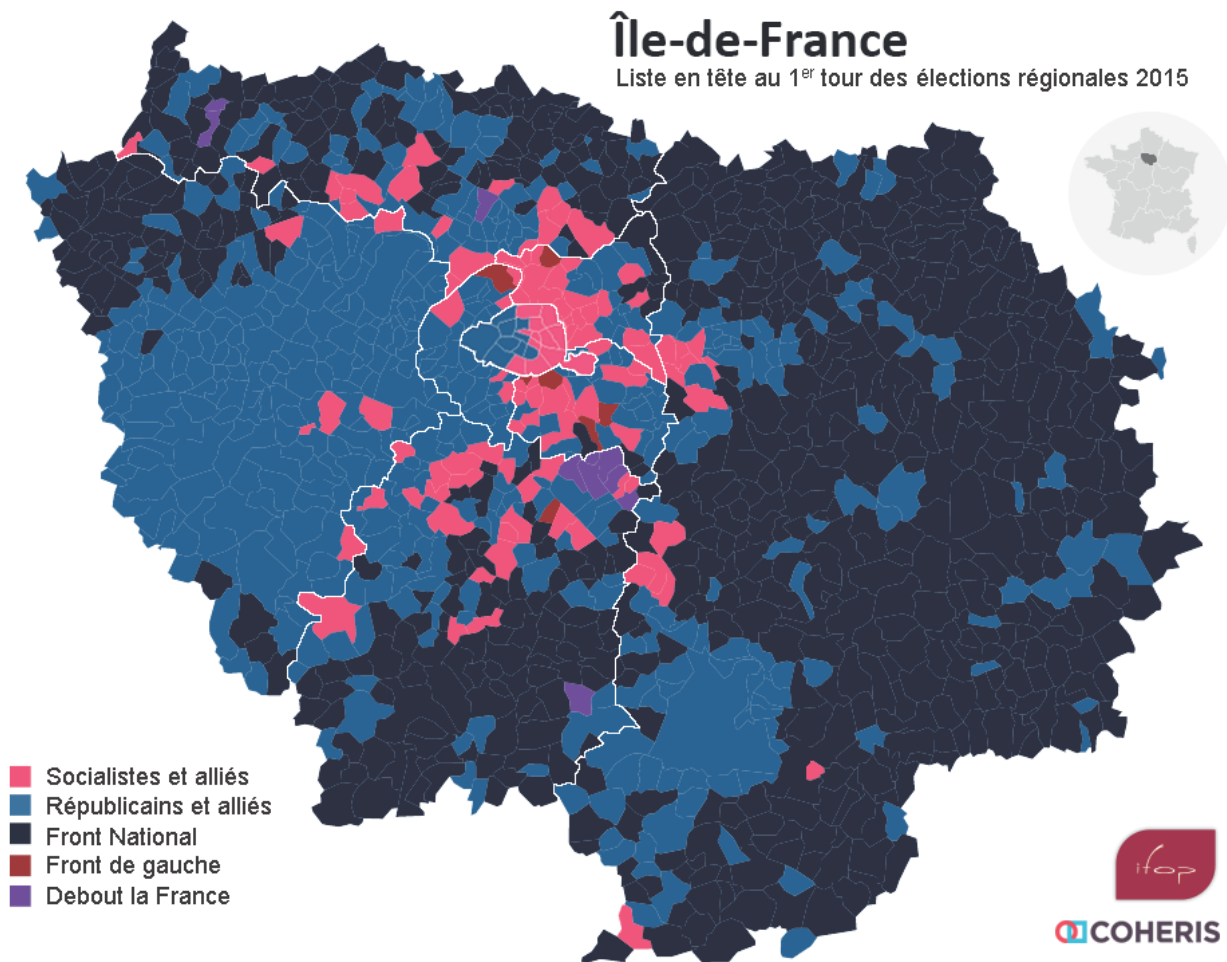 Île-de-France
Liste en tête au 1er tour des élections régionales 2015
Socialistes et alliés
Républicains et alliés
Front National
Front de gauche
Debout la France
ifop
COHERIS